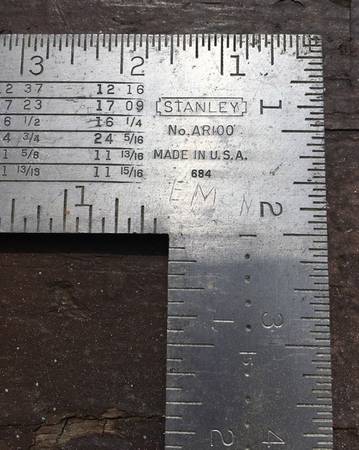 3 2 1
2 37 12 16
7 23 17 09
6 1/2 16 1/4
4 3/4 24 5/16
1 5/8 11 13/16
1 13/16 11 15/16
STANLEY
No. AR100
MADE IN U.S.A.
684
1
1
2
3
1
4
2